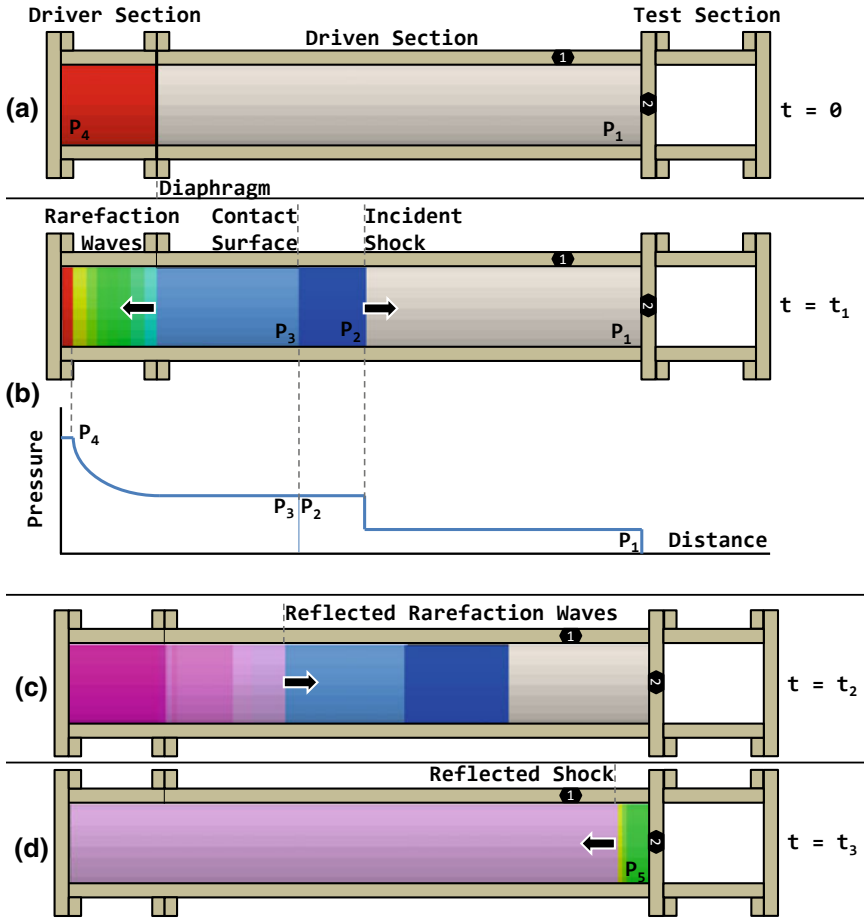 Driver Section
Driven Section
Test Section
1
(a)
P4
P1
2
t = 0
Diaphragm
Rarefaction Waves
Contact Surface
Incident Shock
1
P3
P2
P1
2
t = t1
(b)
Pressure
P4
P3
P2
P1
Distance
Reflected Rarefaction Waves
1
(c)
2
t = t2
Reflected Shock
1
(d)
P5
2
t = t3